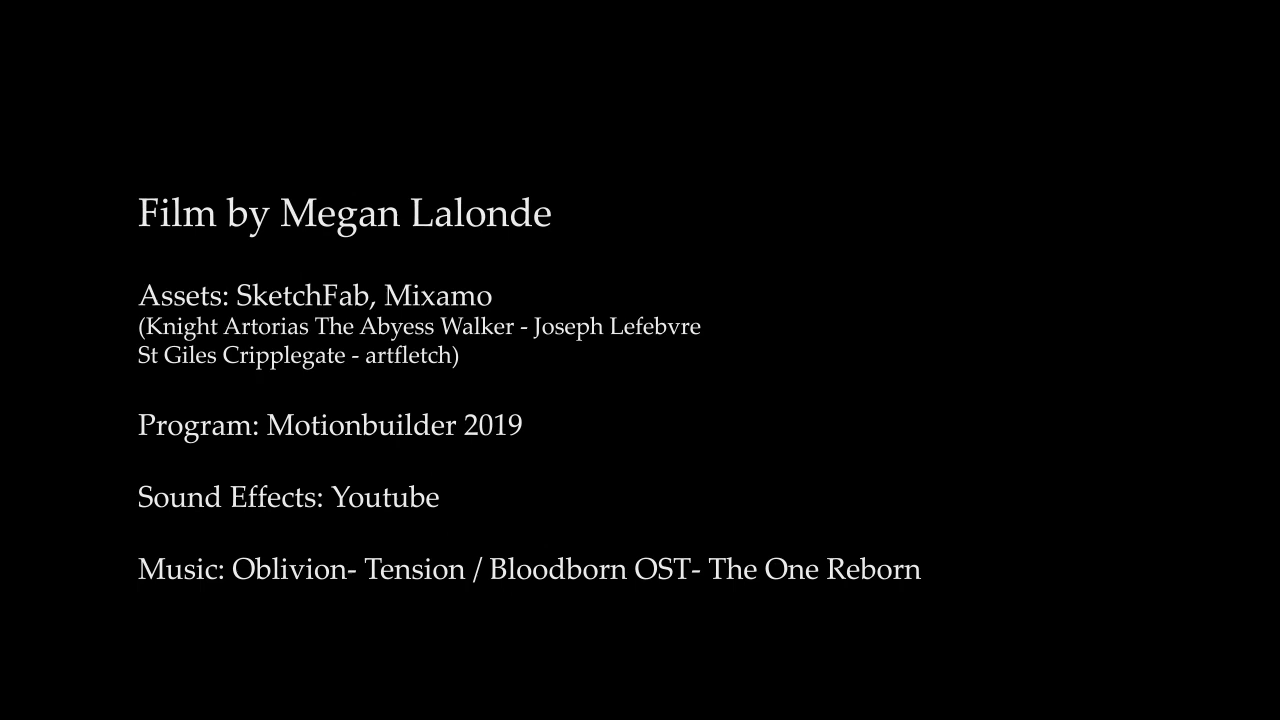 Film by Megan Lalonde
Assets: SketchFab, Mixamo
(Knight Artorias The Abyess Walker - Joseph Lefebvre
St Giles Cripplegate - artfletch)
Program: Motionbuilder 2019
Sound Effects: Youtube
Music: Oblivion- Tension / Bloodborn OST- The One Reborn